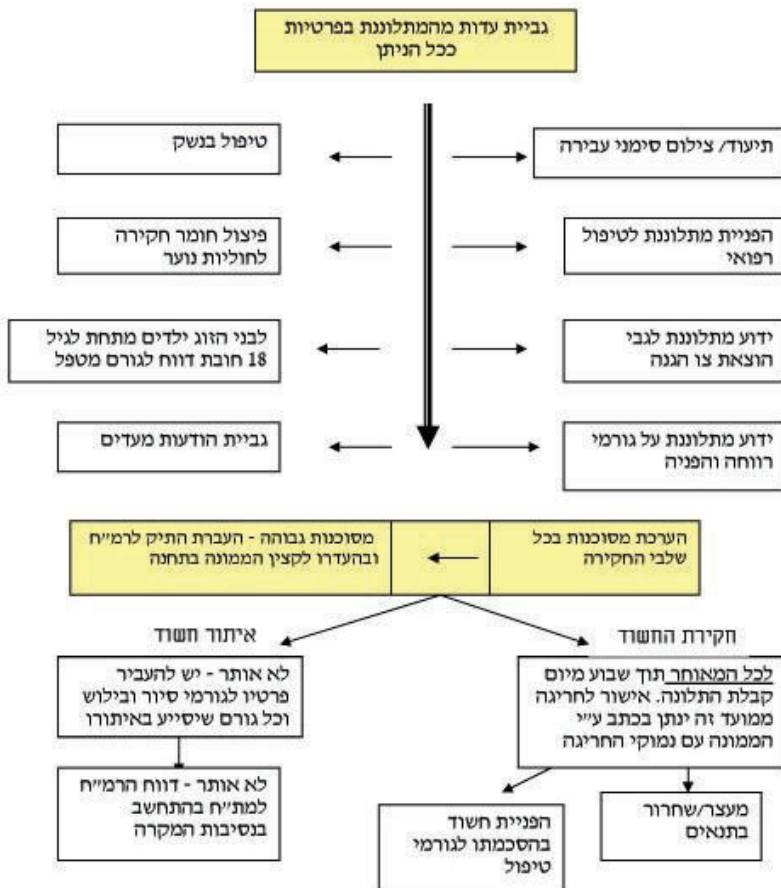 גביית עדות מהמתלוננת בפרטיות
ככל הניתן
תיעוד/ צילום סימני עבירה
טיפול בנשק
הפניית מתלוננת לטיפול
רפואי
פיצול חומר חקירה
לחוליות נוער
ידוע מתלוננת לגבי
הוצאת צו הגנה
לבני הזוג ילדים מתחת לגיל
18 חובת דווח לגורם מטפל
ידוע מתלוננת על גורמי
רווחה והפניה
גביית הודעות מעדים
הערכת מסוכנות בכל
שלבי החקירה
מסוכנות גבוהה - העברת התיק לרמ״ח
ובהעדרו לקצין הממונה בתחנה
חקירת החשוד
לכל המאוחר תוך שבוע מיום
קבלת התלונה. אישור לחריגה
ממועד זה ינתן בכתב ע״י
הממונה עם נמוקי החריגה
מעצר/שחרור
בתנאים
הפניית חשוד
בהסכמתו לגורמי
טיפול
איתור חשוד
לא אותר - יש להעביר
פרטיו לגורמי סיור ובילוש
וכל גורם שיסייע באיתורו
לא אותר - דווח הרמ״ח
למת״ח בהתחשב
בנסיבות המקרה